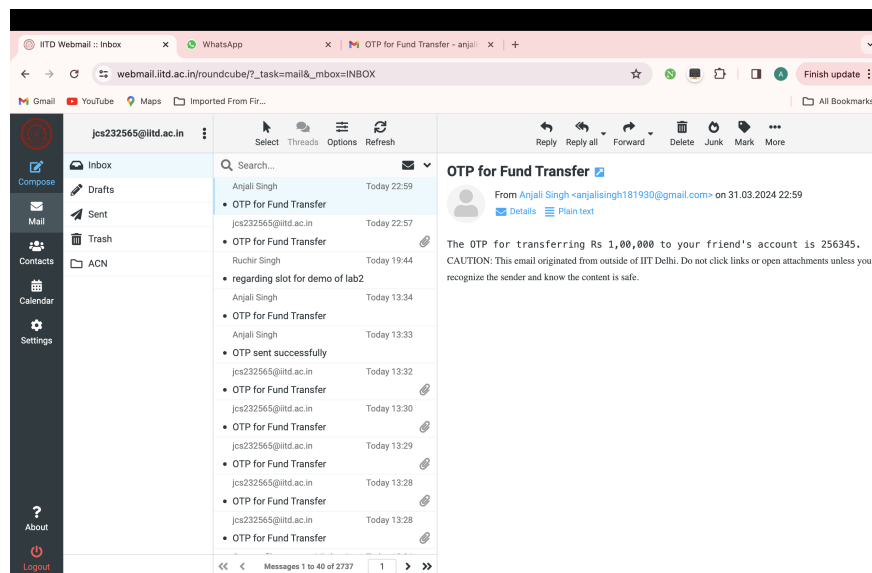 IITD Webmail :: Inbox
WhatsApp
OTP for Fund Transfer - anjali
webmail.iitd.ac.in/roundcube/?_task=mail&_mbox=INBOX
A
Finish update
Gmail
YouTube
Maps
Imported From Fir...
All Bookmarks
jcs232565@iitd.ac.in
Compose
Mail
Contacts
Calendar
Settings
?
About
Logout
Inbox
Drafts
Sent
Trash
ACN
Select
Threads
Options
Refresh
Search...
Anjali Singh Today 22:59
• OTP for Fund Transfer
jcs232565@iitd.ac.in Today 22:57
• OTP for Fund Transfer
Ruchir Singh Today 19:44
• regarding slot for demo of lab2
Anjali Singh Today 13:34
• OTP for Fund Transfer
Anjali Singh Today 13:33
• OTP sent successfully
jcs232565@iitd.ac.in Today 13:32
• OTP for Fund Transfer
jcs232565@iitd.ac.in Today 13:30
• OTP for Fund Transfer
jcs232565@iitd.ac.in Today 13:29
• OTP for Fund Transfer
jcs232565@iitd.ac.in Today 13:28
• OTP for Fund Transfer
jcs232565@iitd.ac.in Today 13:28
• OTP for Fund Transfer
Messages 1 to 40 of 2737
1
Reply
Reply all
Forward
Delete
Junk
Mark
More
OTP for Fund Transfer
From Anjali Singh <anjalisingh181930@gmail.com> on 31.03.2024 22:59
Details
Plain text
The OTP for transferring Rs 1,00,000 to your friend's account is 256345.
CAUTION: This email originated from outside of IIT Delhi. Do not click links or open attachments unless you
recognize the sender and know the content is safe.